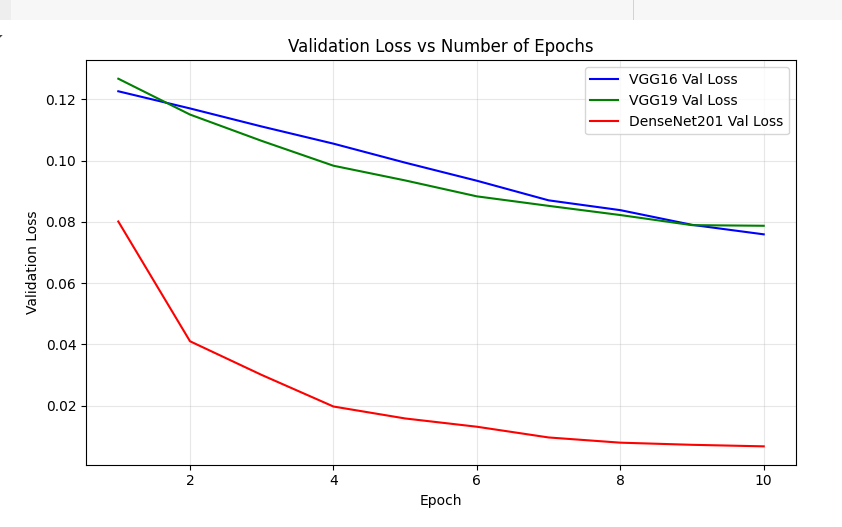 Validation Loss vs Number of Epochs
VGG16 Val Loss
VGG19 Val Loss
DenseNet201 Val Loss
0.12
0.10
0.08
0.06
0.04
0.02
Validation Loss
2 4 6 8 10
Epoch